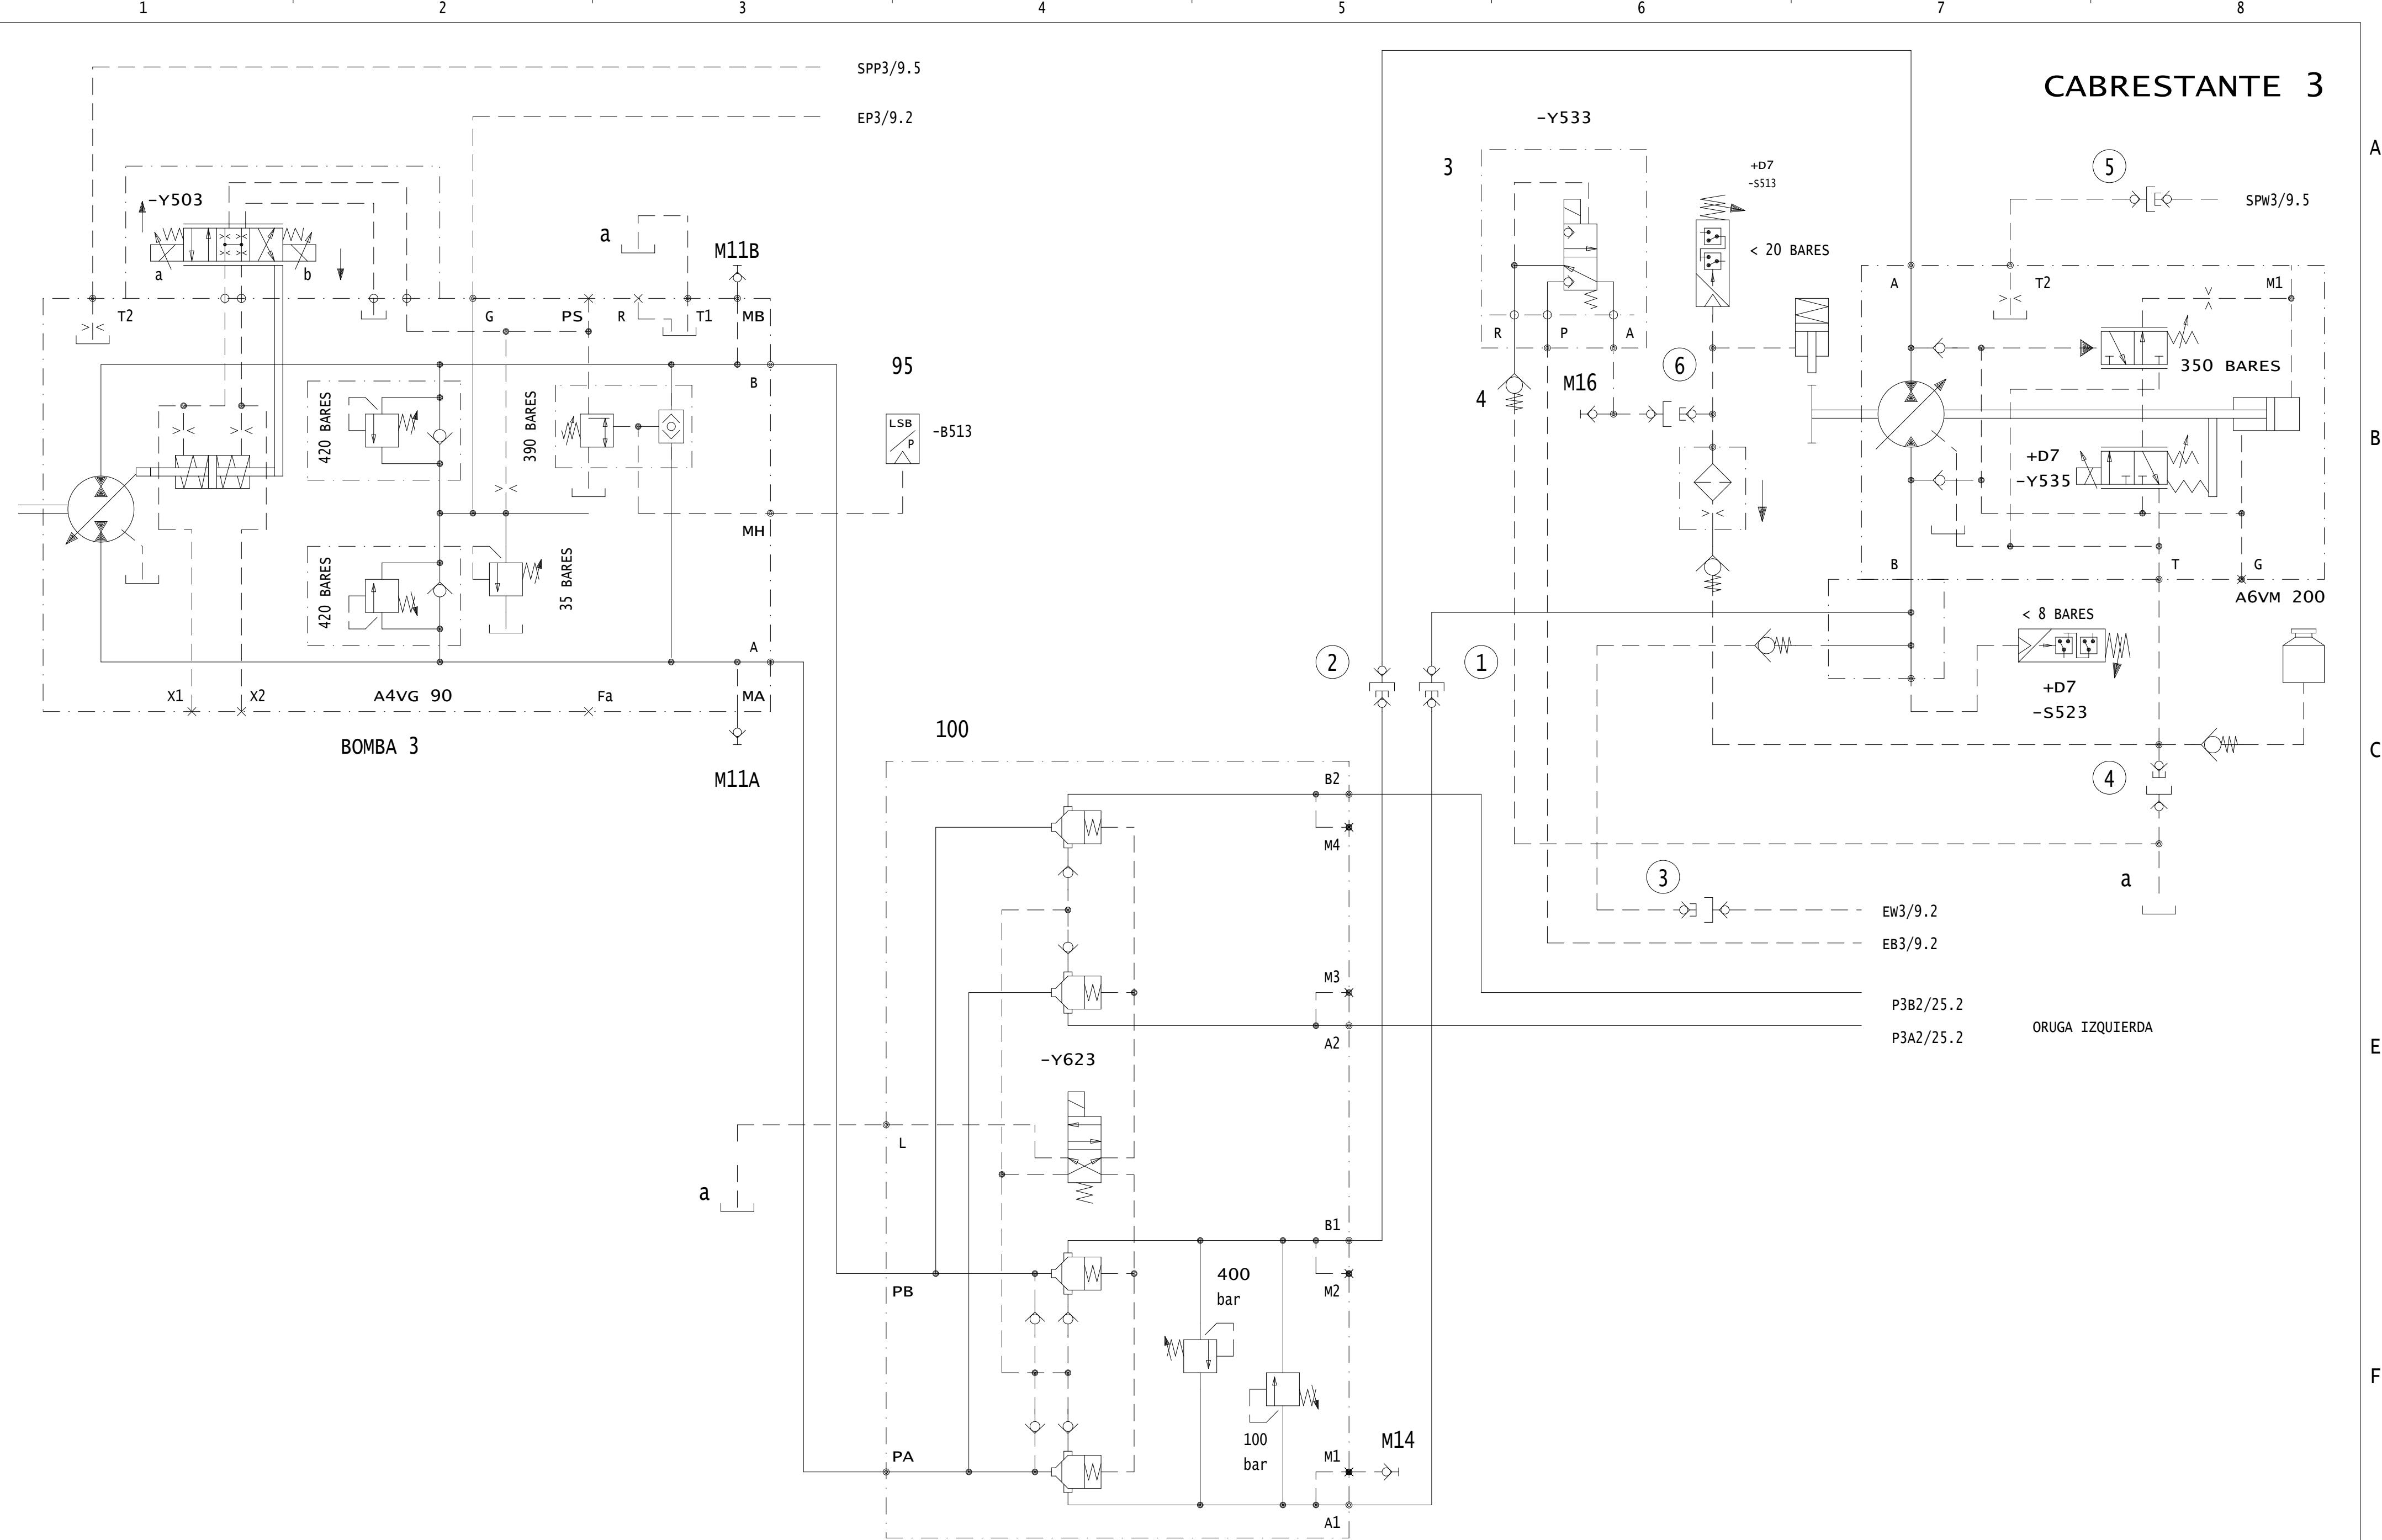 1 2 3 4 5 6 7 8
SPP3/9.5
EP3/9.2
CABRESTANTE 3
A
-Y533
3
+D7
-S513
5
SPW3/9.5
-Y503
a b
a
M11B
< 20 BARES
T2 G PS R T1 MB
R P A
A T2 M1
350 BARES
B
95
6
M16
4
420 BARES
390 BARES
LSB
P
-B513
B
+D7
-Y535
MH
420 BARES
35 BARES
B T G
A6VM 200
< 8 BARES
A
2 1
X1 X2 A4VG 90 Fa MA
+D7
-S523
BOMBA 3
100
C
M11A
B2
4
M4
a
3
EW3/9.2
EB3/9.2
M3
P3B2/25.2
ORUGA IZQUIERDA
P3A2/25.2
A2
E
-Y623
L
a
B1
400
bar
PB
M2
F
100
bar
M14
PA
M1
A1